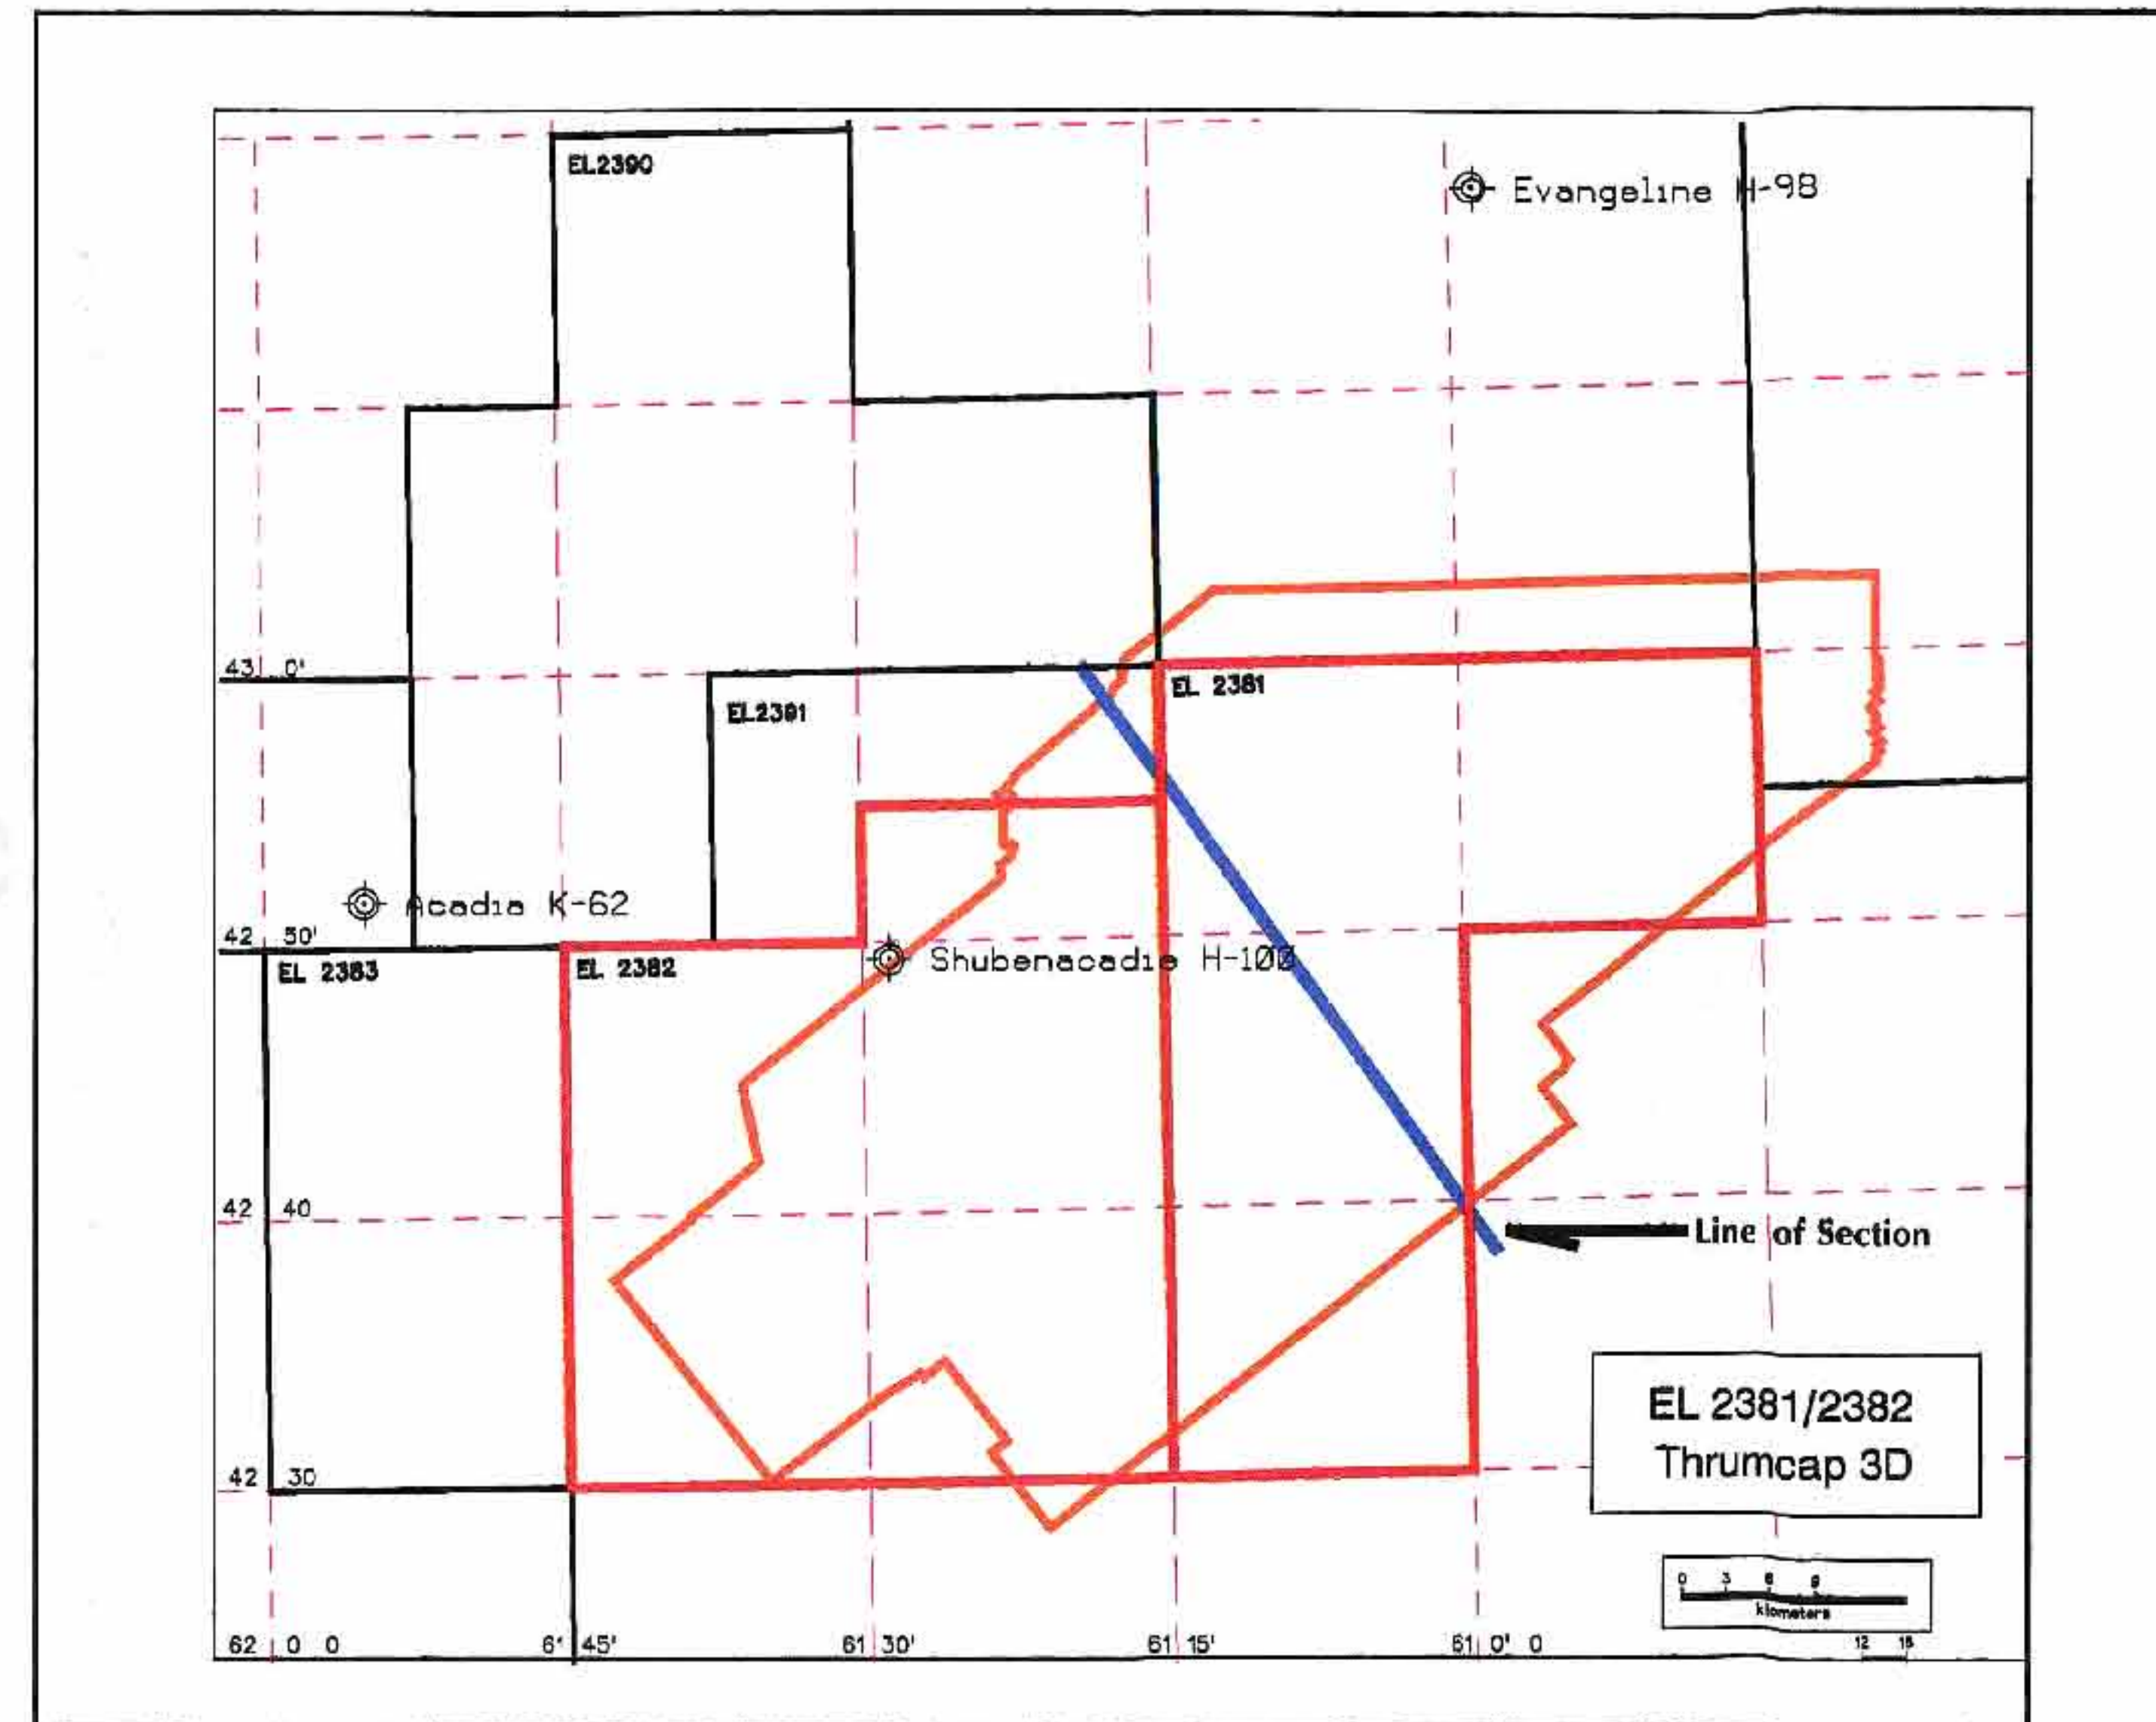 EL2390
Evangeline H-98
43 0'
EL 2381
EL2391
Acadia K-62
42 50'
EL 2383
EL 2382
Shubenacadie H-100
42 40
Line of Section
EL 2381/2382
Thrumcap 3D
42 30
0 3 6 9
kilometers
12 15
62 0 0
61 45'
61 30'
61 15'
61 0' 0